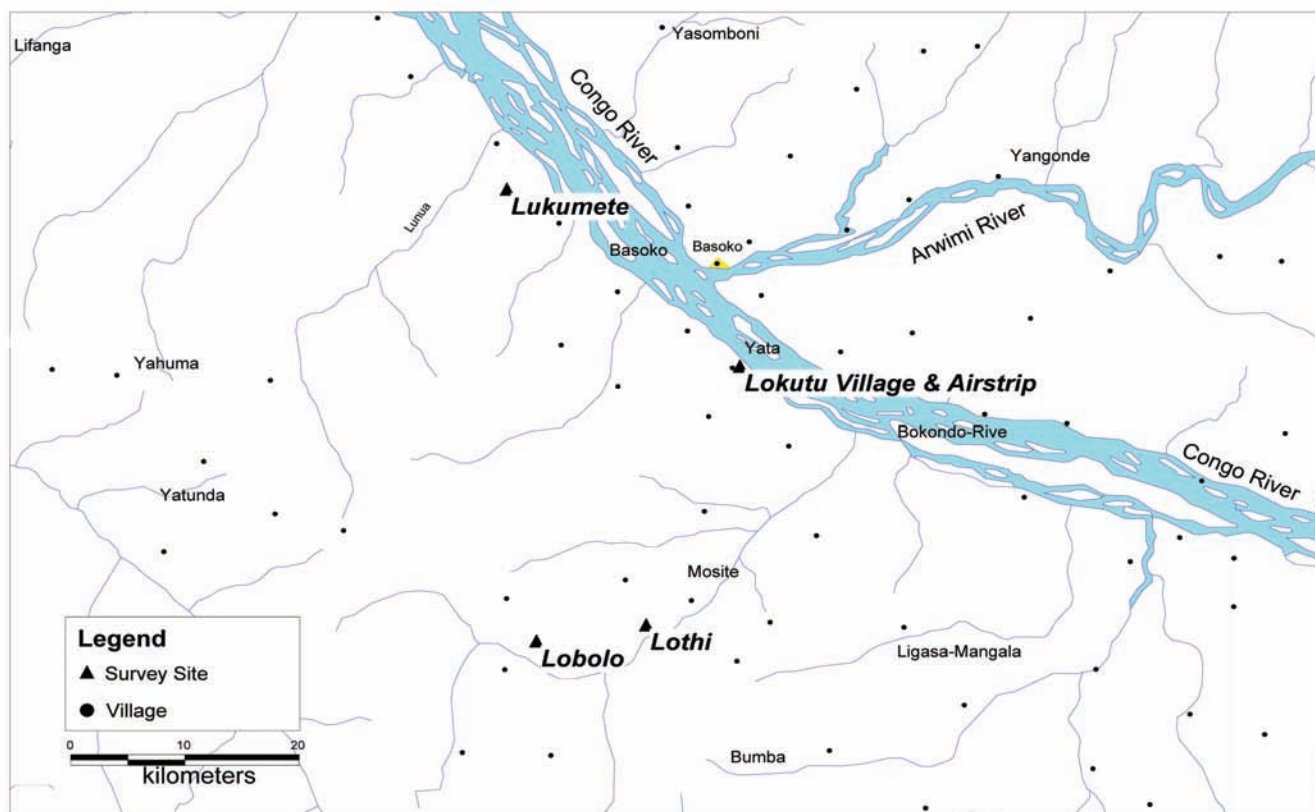 Lifanga
Yasomboni
Congo River
Yangonde
Lunua
Lukumete
Arwimi River
Basoko
Basoko
Yata
Yahuma
Lokutu Village & Airstrip
Bokondo-Rive
Congo River
Yatunda
Mosite
Legend
Survey Site
Village
0 10 20
kilometers
Lobolo
Lothi
Ligasa-Mangala
Bumba